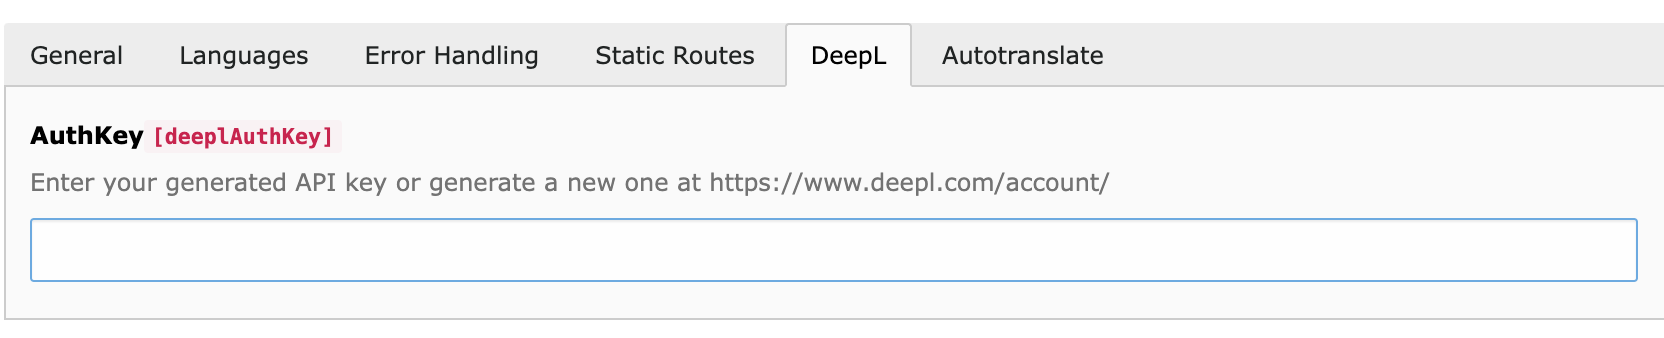 General Languages Error Handling Static Routes DeepL Autotranslate
AuthKey [deeplAuthKey]
Enter your generated API key or generate a new one at https://www.deepl.com/account/